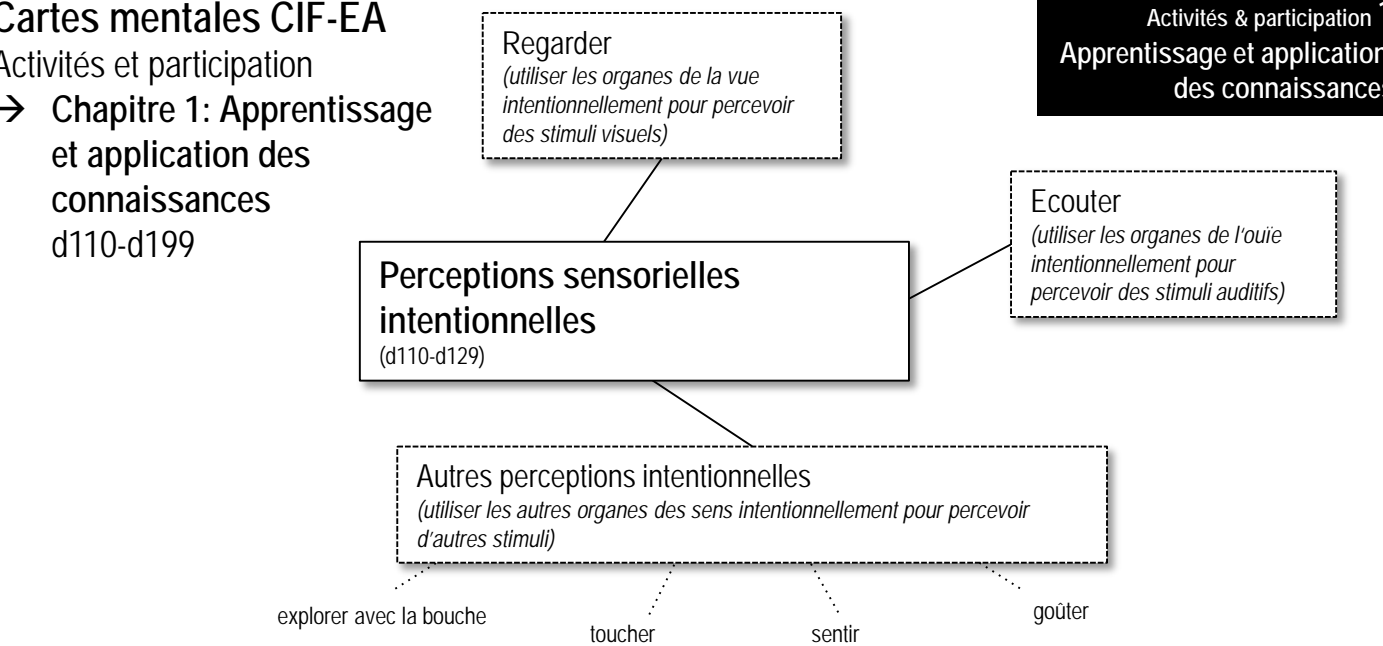 Cartes mentales CIF-EA
Activités et participation
→ Chapitre 1: Apprentissage
et application des
connaissances
d110-d199
Regarder
(utiliser les organes de la vue
intentionnellement pour percevoir
des stimuli visuels)
Activités & participation 1
Apprentissage et application
des connaissances
Ecouter
(utiliser les organes de l'ouïe
intentionnellement pour
percevoir des stimuli auditifs)
Perceptions sensorielles
intentionnelles
(d110-d129)
Autres perceptions intentionnelles
(utiliser les autres organes des sens intentionnellement pour percevoir
d'autres stimuli)
explorer avec la bouche
toucher
sentir
goûter